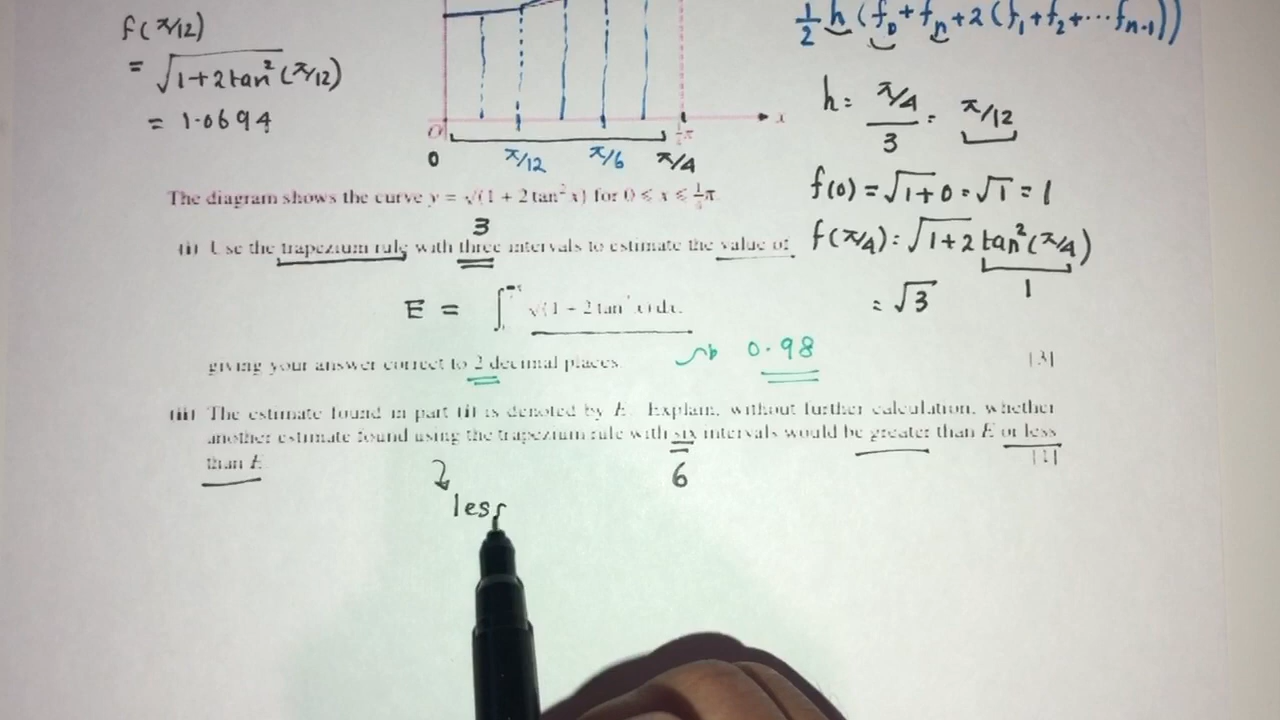 f(π/12)
= √(1+2tan²(π/12))
= 1.0694
½ h (f₀ + fₙ + 2 (f₁ + f₂ + ... fₙ₋₁))
h = π/4 / 3 = π/12
O x
¼π
0 π/12 π/6 π/4
f(0) = √1+0 = √1 = 1
The diagram shows the curve y = √(1 + 2 tan² x) for 0 ⩽ x ⩽ ¼π.
3
(i) Use the trapezium rule with three intervals to estimate the value of
f(π/4) = √1+2 tan²(π/4)
1
= √3
E = ∫ √(1 + 2 tan² x) dx,
giving your answer correct to 2 decimal places. 0.98 [3]
(ii) The estimate found in part (i) is denoted by E. Explain, without further calculation, whether
another estimate found using the trapezium rule with six intervals would be greater than E or less
than E. [1]
6
less